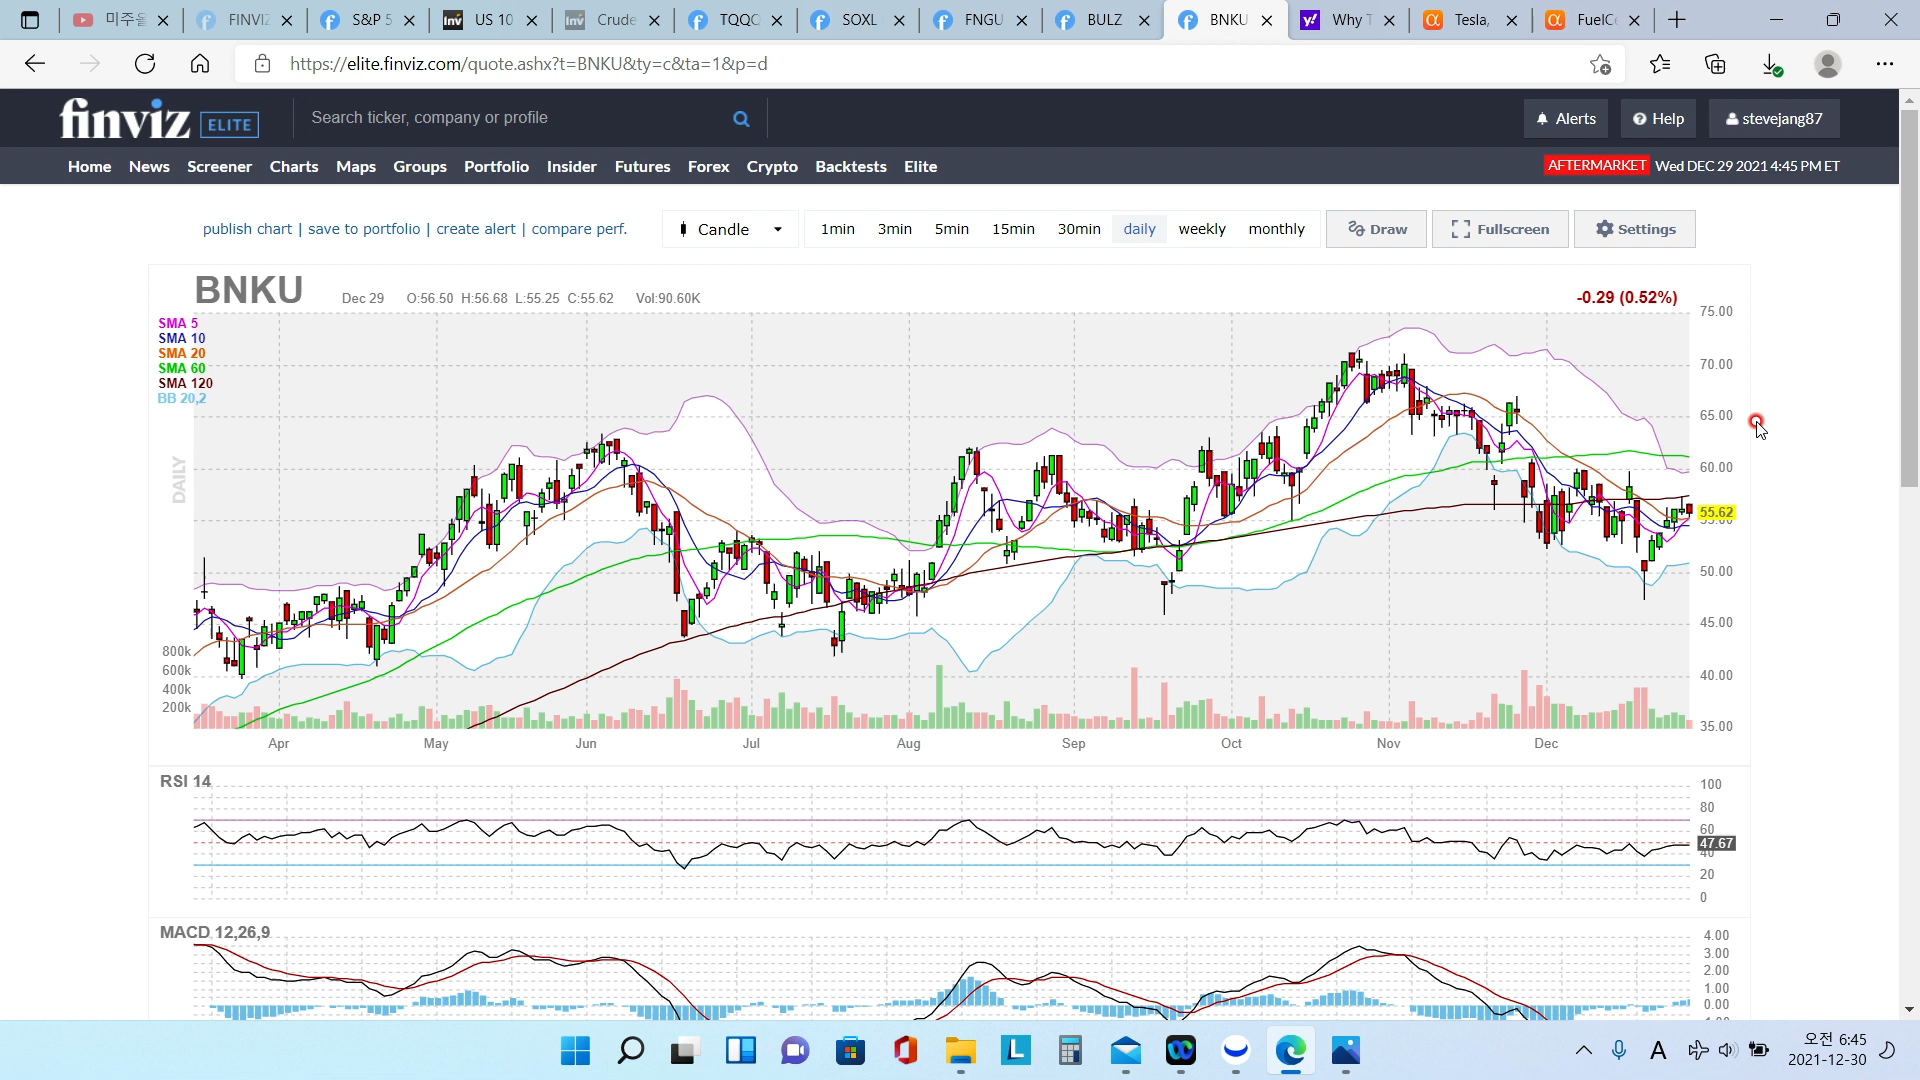 미주은 FINVIZ S&P 5 US 10 Crude TQQQ SOXL FNGU BULZ BNKU Why T Tesla, FuelCe
https://elite.finviz.com/quote.ashx?t=BNKU&ty=c&ta=1&p=d
finviz ELITE Search ticker, company or profile Alerts Help stevejang87
Home News Screener Charts Maps Groups Portfolio Insider Futures Forex Crypto Backtests Elite AFTERMARKET Wed DEC 29 2021 4:45 PM ET
publish chart | save to portfolio | create alert | compare perf. Candle 1min 3min 5min 15min 30min daily weekly monthly Draw Fullscreen Settings
BNKU Dec 29 O:56.50 H:56.68 L:55.25 C:55.62 Vol:90.60K -0.29 (0.52%)
75.00
SMA 5
SMA 10
SMA 20
SMA 60
SMA 120
BB 20,2
DAILY
70.00
65.00
60.00
55.62
55.00
50.00
45.00
40.00
35.00
800k
600k
400k
200k
Apr May Jun Jul Aug Sep Oct Nov Dec
RSI 14
100
80
60
47.67
40
20
0
MACD 12,26,9
4.00
3.00
2.00
1.00
0.00
오전 6:45
A
2021-12-30